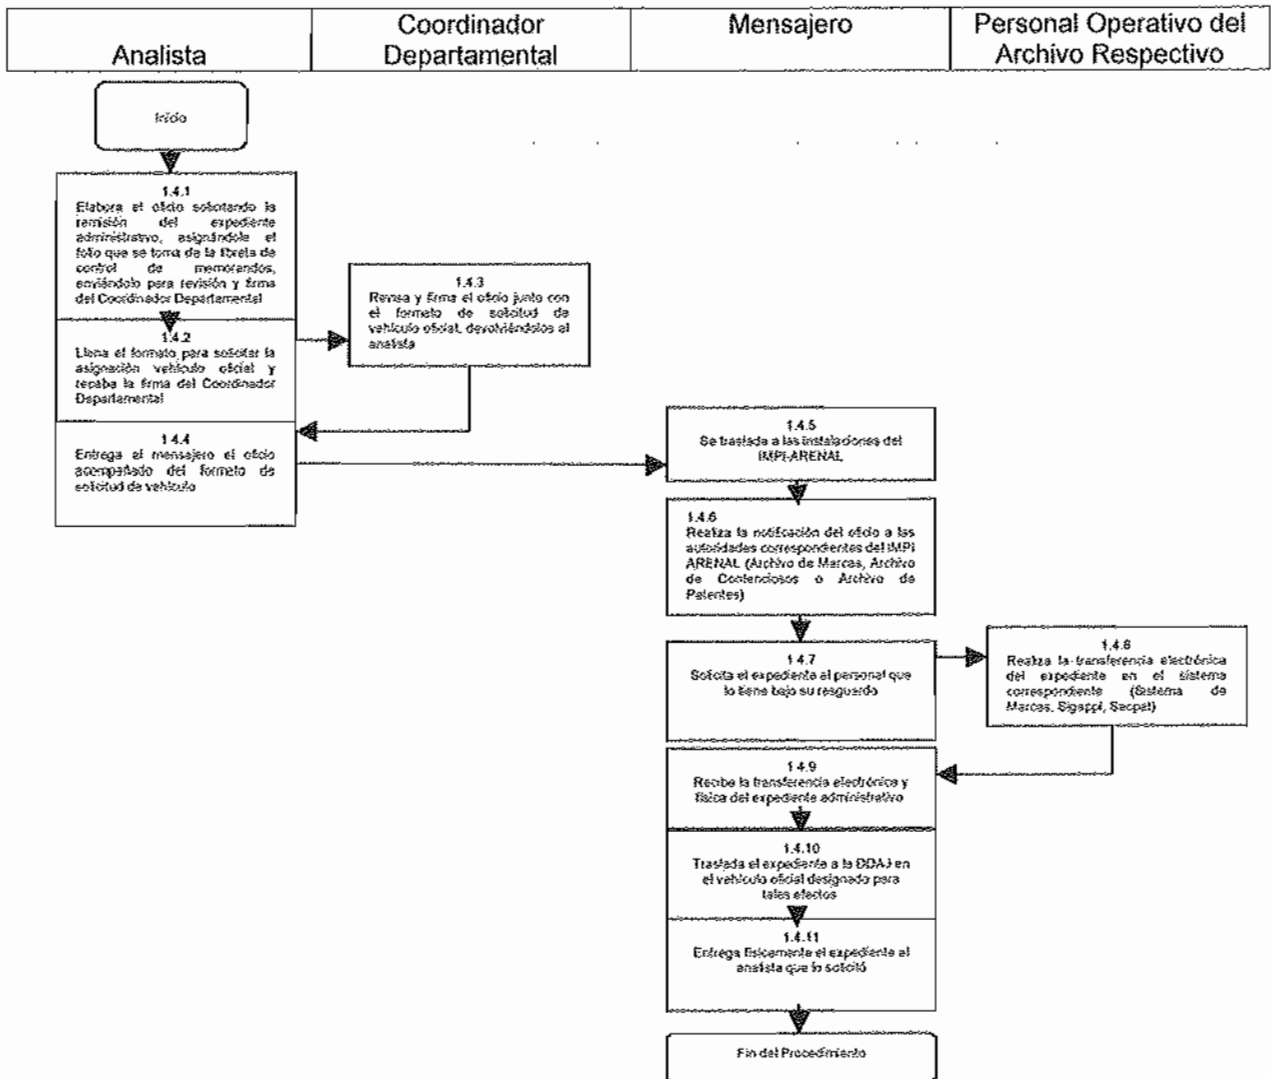 Analista
Coordinador
Departamental
Mensajero
Personal Operativo del
Archivo Respectivo
Inicio
1.4.1
Elabora el oficio solicitando la
remisión del expediente
administrativo, asignándole el
folio que se toma de la libreta de
control de memorandos,
enviándolo para revisión y firma
del Coordinador Departamental
1.4.2
Llena el formato para solicitar la
asignación vehículo oficial y
recaba la firma del Coordinador
Departamental
1.4.3
Revisa y firma el oficio junto con
el formato de solicitud de
vehículo oficial, devolviéndolos al
analista
1.4.4
Entrega al mensajero el oficio
acompañado del formato de
solicitud de vehículo
1.4.5
Se traslada a las instalaciones del
IMPI-ARENAL
1.4.6
Realiza la notificación del oficio a las
autoridades correspondientes del IMPI
ARENAL (Archivo de Marcas, Archivo
de Contenciosos o Archivo de
Patentes)
1.4.7
Solicita el expediente al personal que
lo tiene bajo su resguardo
1.4.8
Realiza la transferencia electrónica
del expediente en el sistema
correspondiente (Sistema de
Marcas, Sigappi, Secpat)
1.4.9
Recibe la transferencia electrónica y
física del expediente administrativo
1.4.10
Traslada el expediente a la DDAJ en
el vehículo oficial designado para
tales efectos
1.4.11
Entrega físicamente el expediente al
analista que lo solicitó
Fin del Procedimiento